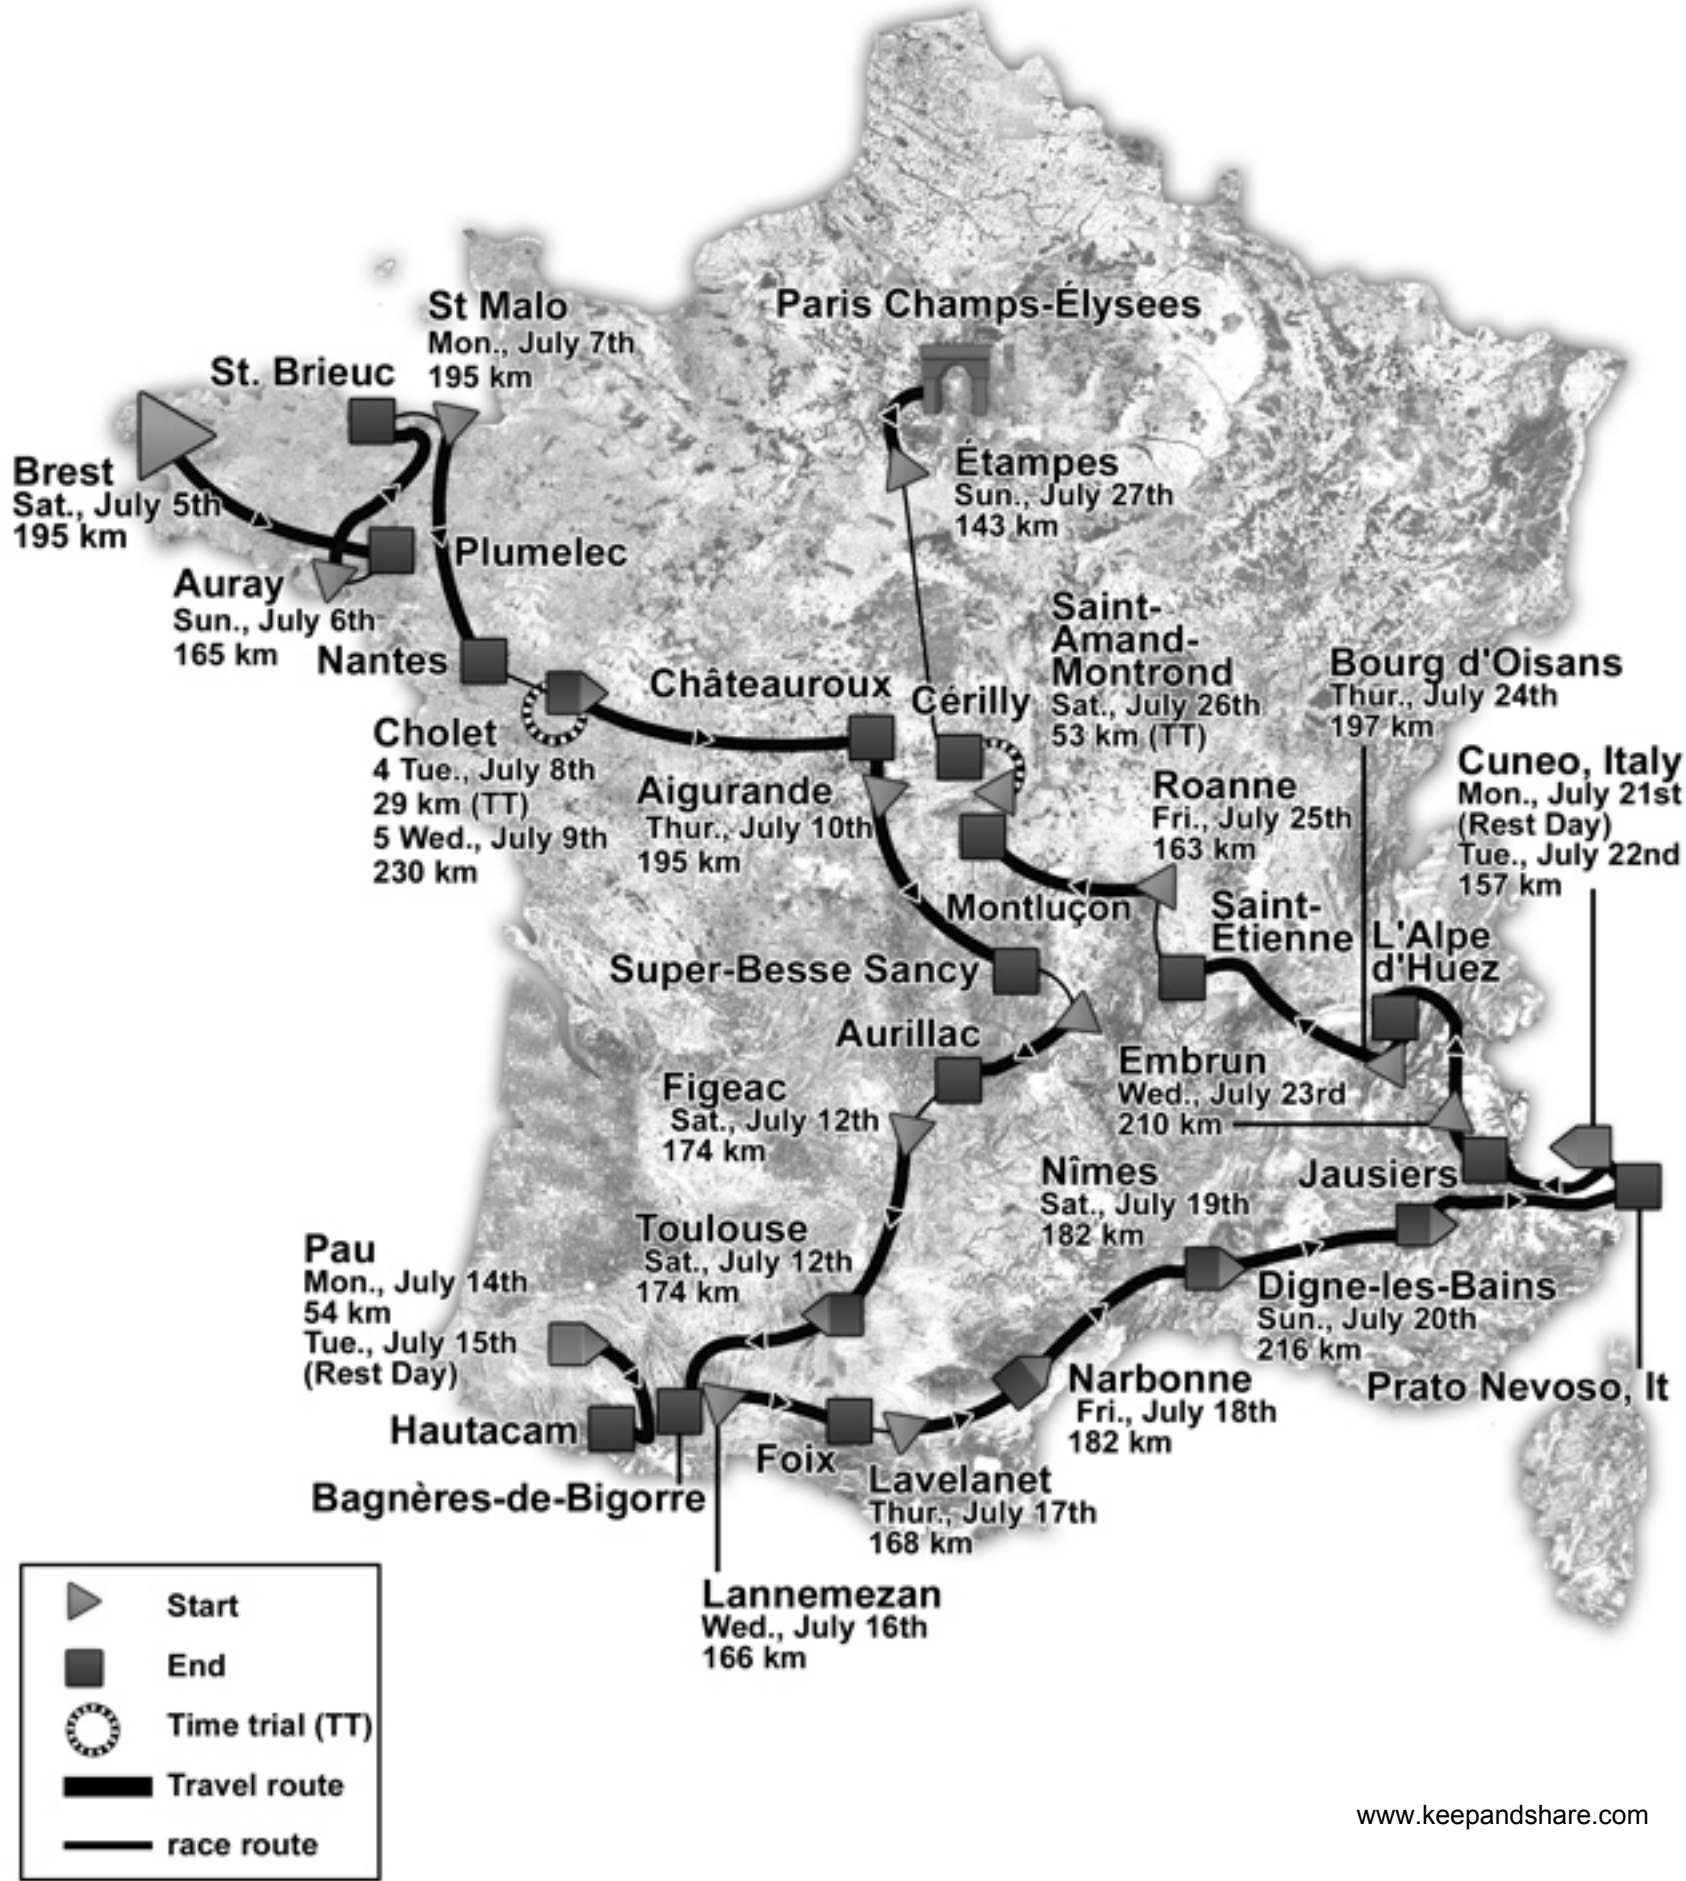 Paris Champs-Élysees
St Malo
Mon., July 7th
195 km
St. Brieuc
Brest
Sat., July 5th
195 km
Étampes
Sun., July 27th
143 km
Plumelec
Auray
Sun., July 6th
165 km
Nantes
Saint-
Amand-
Montrond
Sat., July 26th
53 km (TT)
Bourg d'Oisans
Thur., July 24th
197 km
Châteauroux
Cérilly
Cholet
4 Tue., July 8th
29 km (TT)
5 Wed., July 9th
230 km
Cuneo, Italy
Mon., July 21st
(Rest Day)
Tue., July 22nd
157 km
Aigurande
Thur., July 10th
195 km
Roanne
Fri., July 25th
163 km
Montluçon
Saint-
Etienne
L'Alpe
d'Huez
Super-Besse Sancy
Aurillac
Embrun
Wed., July 23rd
210 km
Figeac
Sat., July 12th
174 km
Nîmes
Sat., July 19th
182 km
Jausiers
Toulouse
Sat., July 12th
174 km
Pau
Mon., July 14th
54 km
Tue., July 15th
(Rest Day)
Digne-les-Bains
Sun., July 20th
216 km
Prato Nevoso, It
Narbonne
Fri., July 18th
182 km
Hautacam
Foix
Bagnères-de-Bigorre
Lavelanet
Thur., July 17th
168 km
Lannemezan
Wed., July 16th
166 km
Start
End
Time trial (TT)
Travel route
race route
www.keepandshare.com